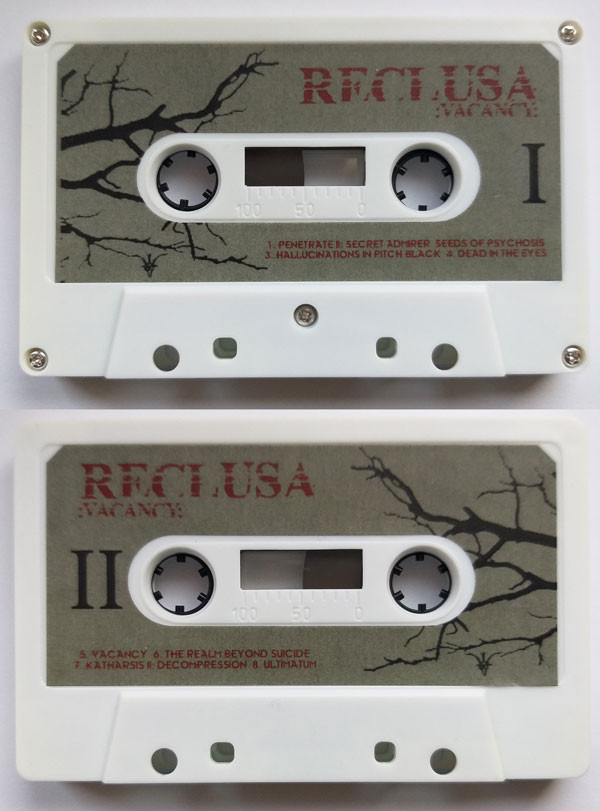 RECLUSA
:VACANCY:
I
100 50 0
1. PENETRATE II: SECRET ADMIRER SEEDS OF PSYCHOSIS
3. HALLUCINATIONS IN PITCH BLACK 4. DEAD IN THE EYES
RECLUSA
:VACANCY:
II
100 50 0
5. VACANCY 6. THE REALM BEYOND SUICIDE
7. KATHARSIS II: DECOMPRESSION 8. ULTIMATUM